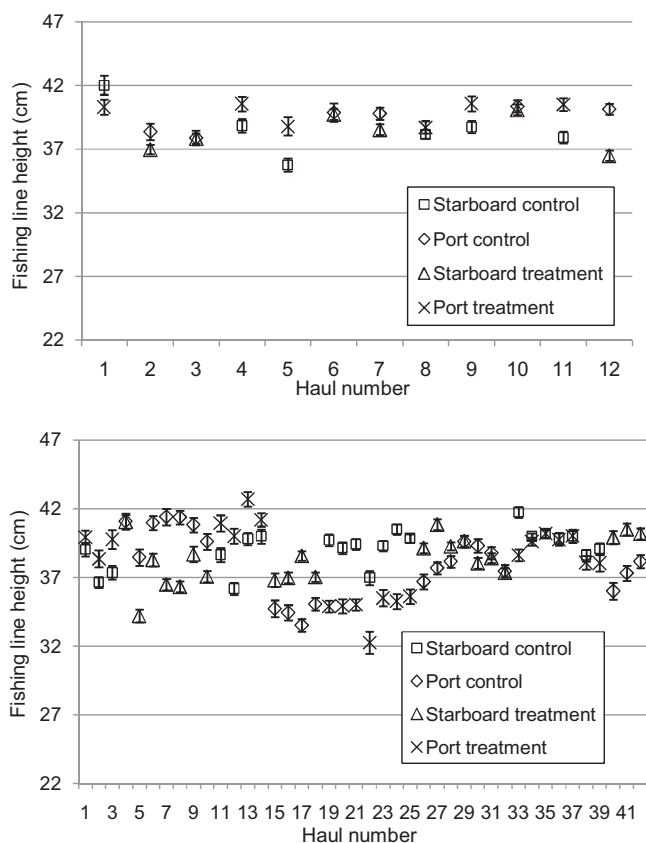 47
42
37
32
27
22
Fishing line height (cm)
Starboard control
Port control
Starboard treatment
Port treatment
1 2 3 4 5 6 7 8 9 10 11 12
Haul number
47
42
37
32
27
22
Fishing line height (cm)
Starboard control
Port control
Starboard treatment
Port treatment
1 3 5 7 9 11 13 15 17 19 21 23 25 27 29 31 33 35 37 39 41
Haul number